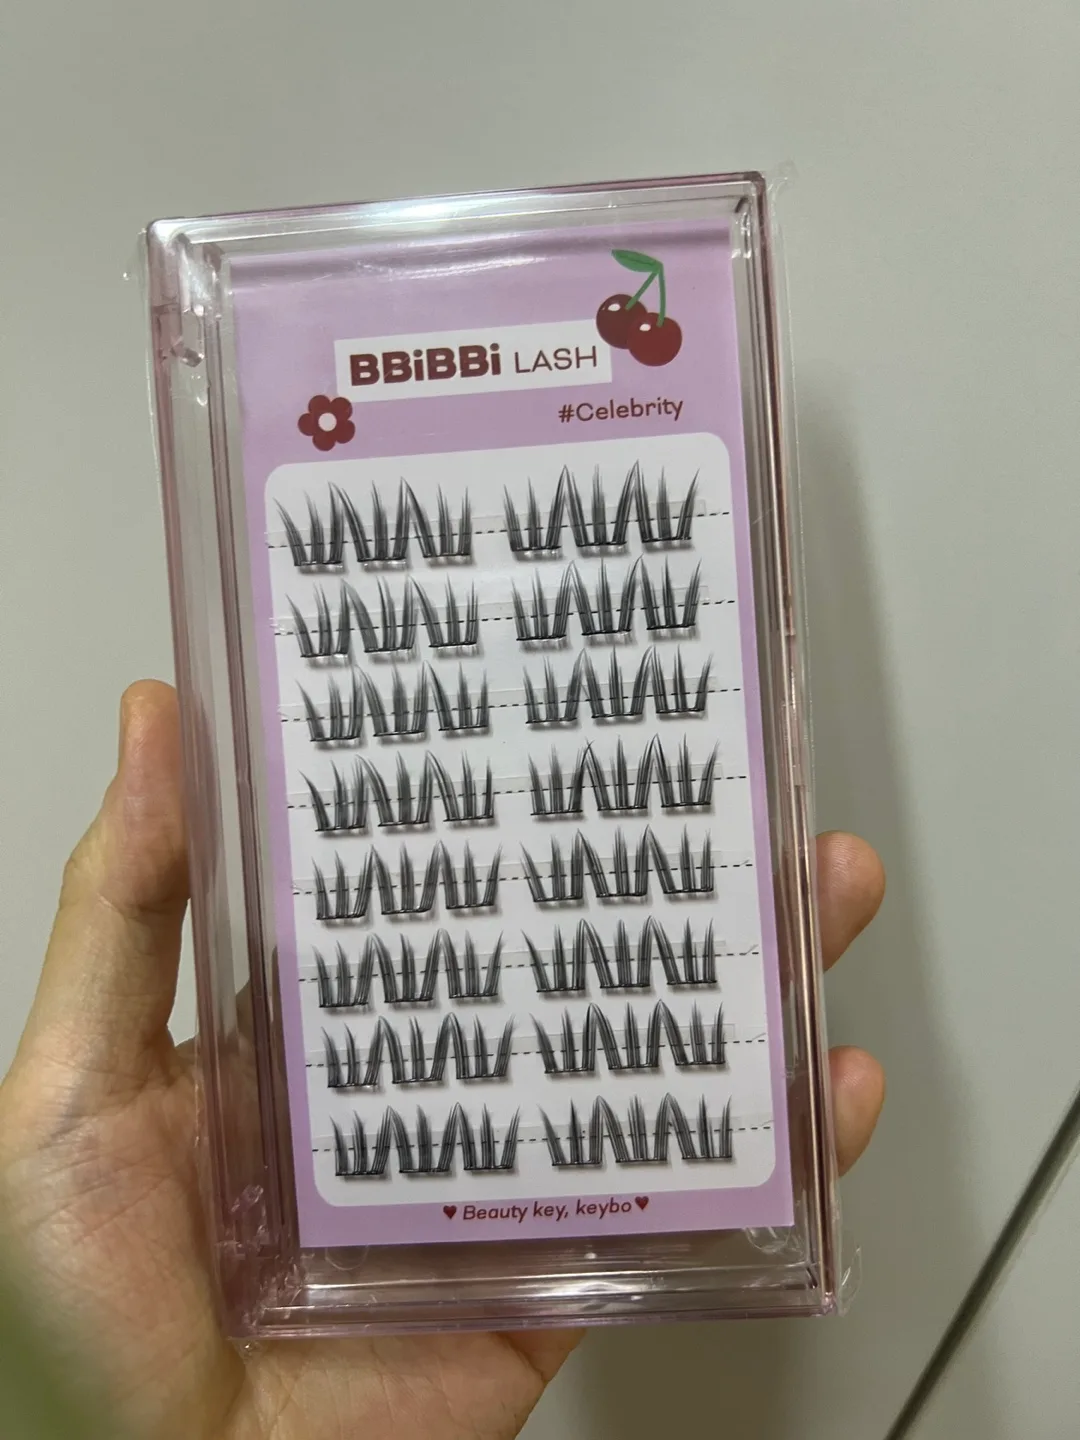 BBiBBi LASH
#Celebrity
♥ Beauty key, keybo ♥